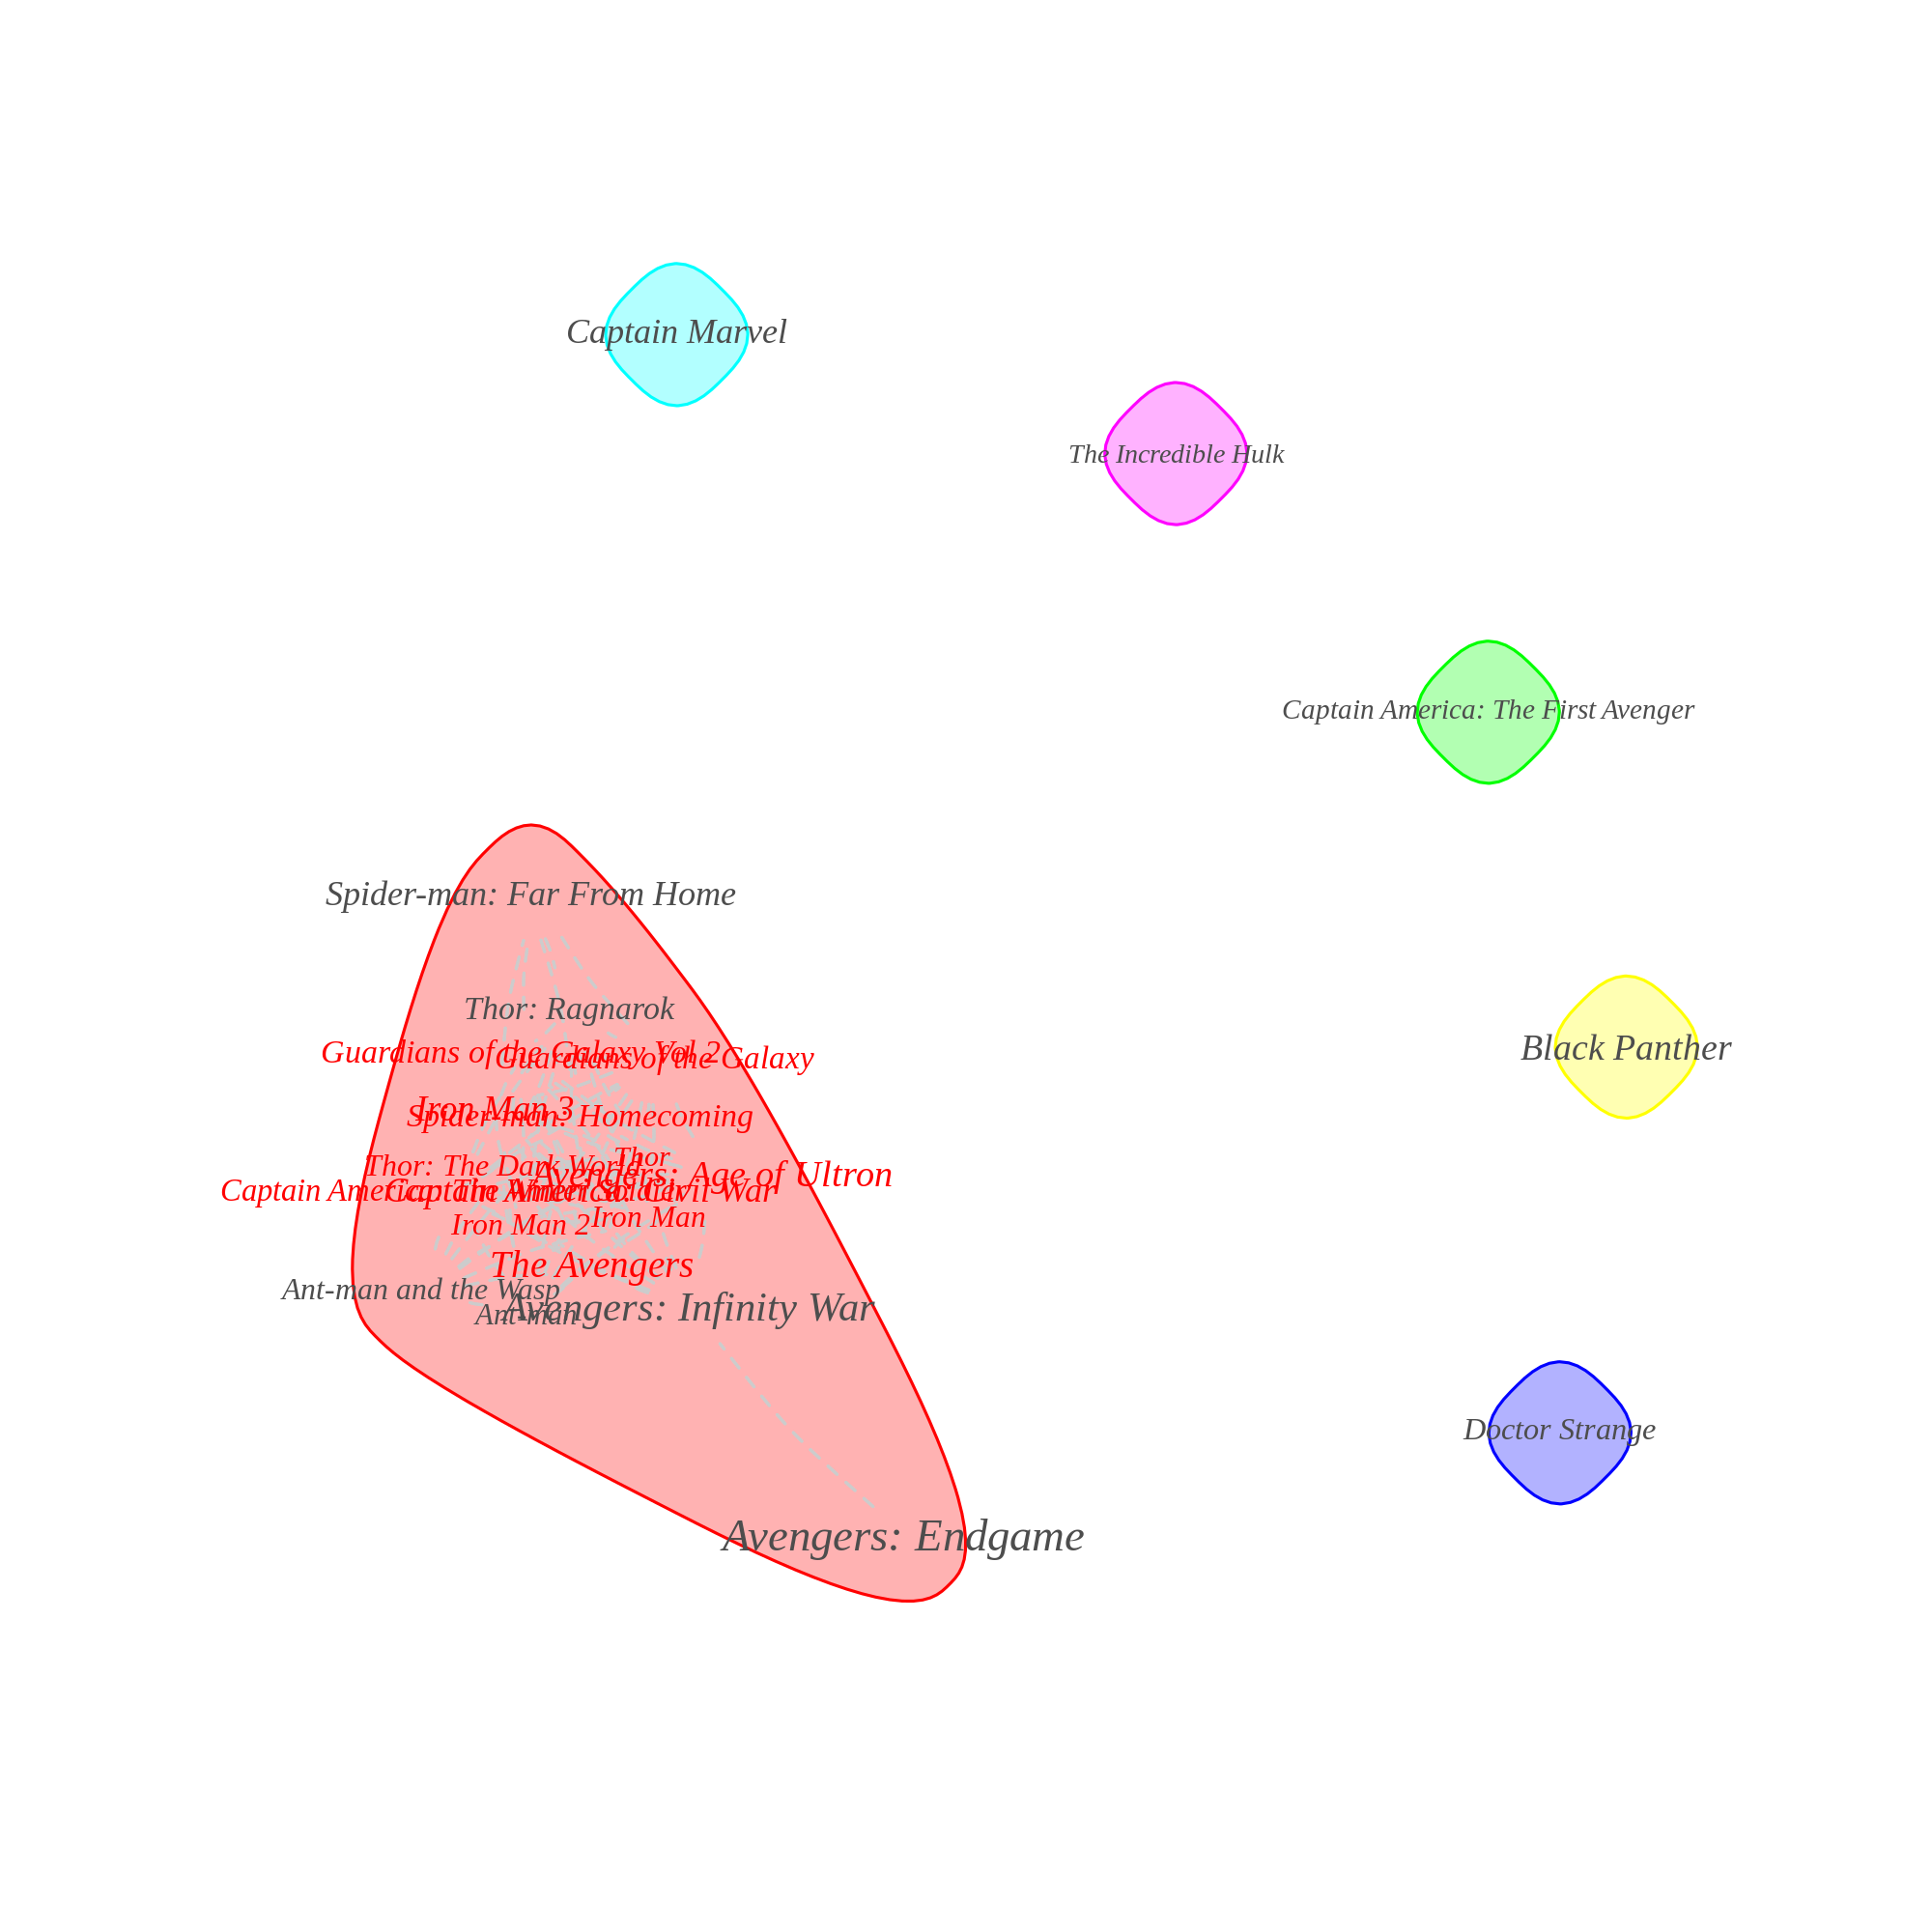 Captain Marvel
The Incredible Hulk
Captain America: The First Avenger
Spider-man: Far From Home
Thor: Ragnarok
Black Panther
Guardians of the Galaxy Vol 2
Guardians of the Galaxy
Iron Man 3
Spider-man: Homecoming
Thor
Thor: The Dark World
Avengers: Age of Ultron
Captain America: The Winter Soldier
Captain America: Civil War
Iron Man
Iron Man 2
The Avengers
Ant-man and the Wasp
Avengers: Infinity War
Ant-man
Doctor Strange
Avengers: Endgame